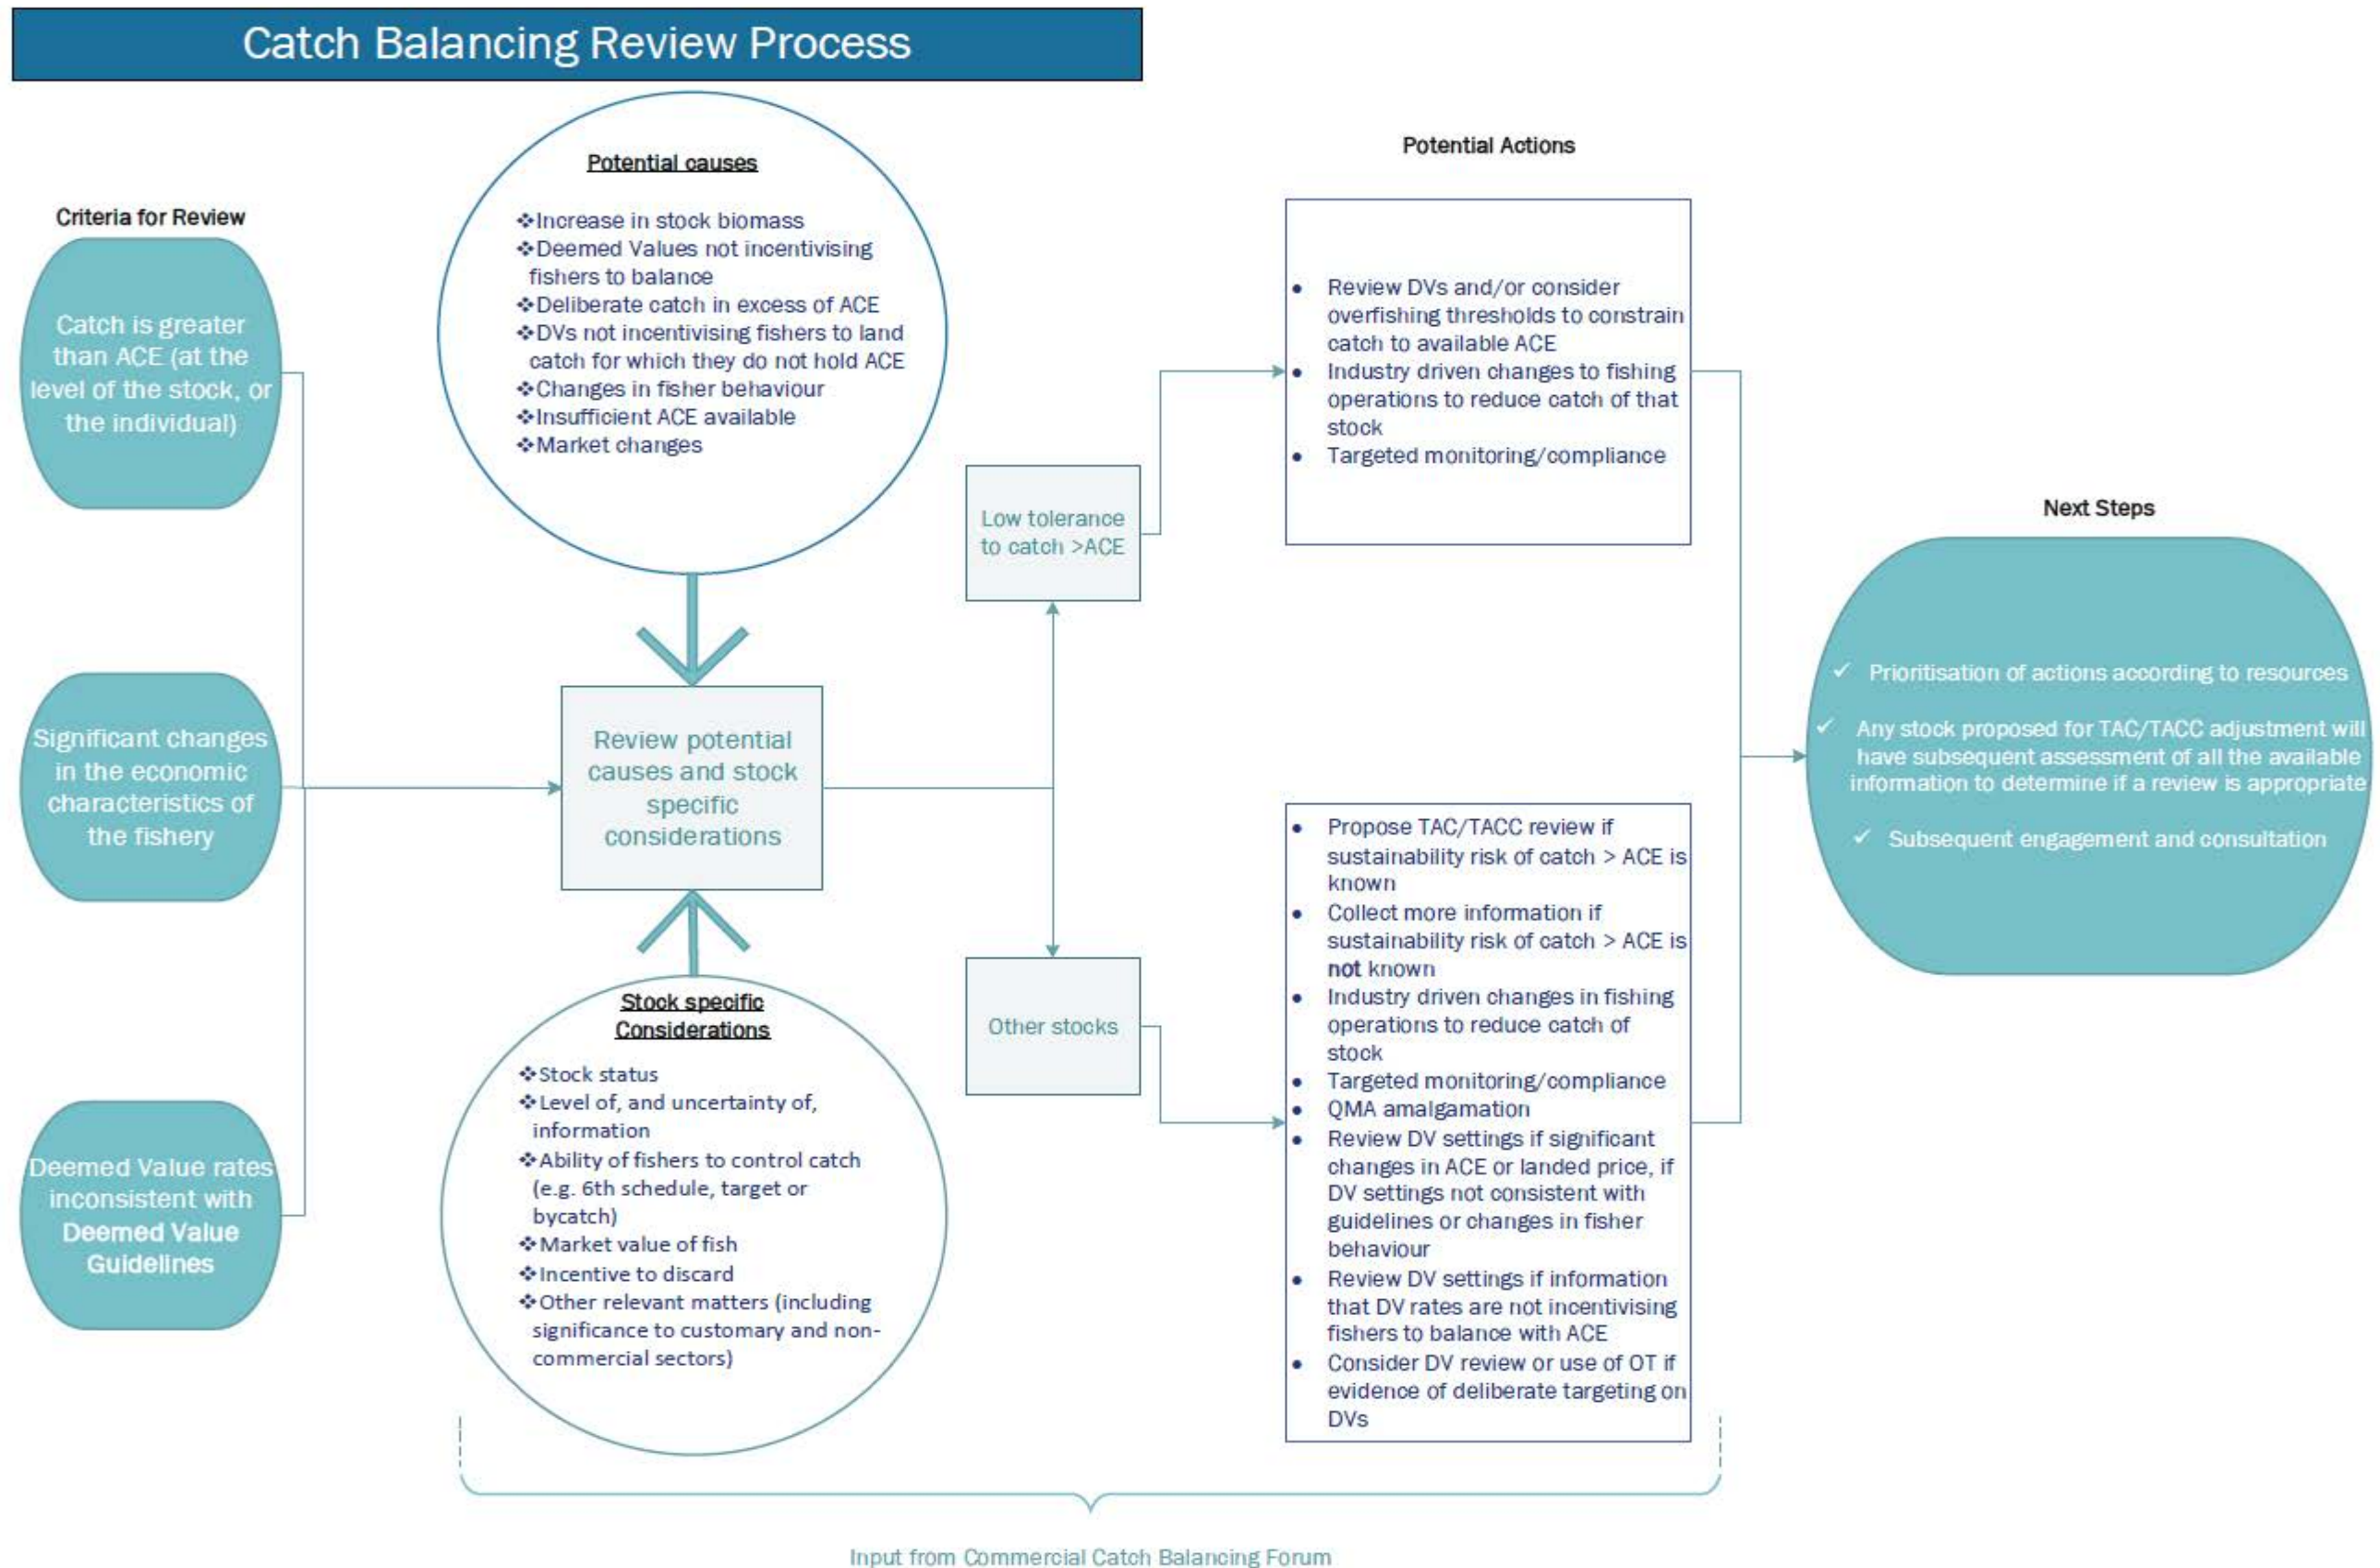 Catch Balancing Review Process
Criteria for Review
Catch is greater
than ACE (at the
level of the stock, or
the individual)
Significant changes
in the economic
characteristics of
the fishery
Deemed Value rates
inconsistent with
Deemed Value
Guidelines
Potential causes
❖Increase in stock biomass
❖Deemed Values not incentivising
fishers to balance
❖Deliberate catch in excess of ACE
❖DVs not incentivising fishers to land
catch for which they do not hold ACE
❖Changes in fisher behaviour
❖Insufficient ACE available
❖Market changes
Review potential
causes and stock
specific
considerations
Stock specific
Considerations
❖Stock status
❖Level of, and uncertainty of,
information
❖Ability of fishers to control catch
(e.g. 6th schedule, target or
bycatch)
❖Market value of fish
❖Incentive to discard
❖Other relevant matters (including
significance to customary and non-
commercial sectors)
Low tolerance
to catch >ACE
Other stocks
Potential Actions
• Review DVs and/or consider
overfishing thresholds to constrain
catch to available ACE
• Industry driven changes to fishing
operations to reduce catch of that
stock
• Targeted monitoring/compliance
• Propose TAC/TACC review if
sustainability risk of catch > ACE is
known
• Collect more information if
sustainability risk of catch > ACE is
not known
• Industry driven changes in fishing
operations to reduce catch of
stock
• Targeted monitoring/compliance
• QMA amalgamation
• Review DV settings if significant
changes in ACE or landed price, if
DV settings not consistent with
guidelines or changes in fisher
behaviour
• Review DV settings if information
that DV rates are not incentivising
fishers to balance with ACE
• Consider DV review or use of OT if
evidence of deliberate targeting on
DVs
Next Steps
✓ Prioritisation of actions according to resources
✓ Any stock proposed for TAC/TACC adjustment will
have subsequent assessment of all the available
information to determine if a review is appropriate
✓ Subsequent engagement and consultation
Input from Commercial Catch Balancing Forum